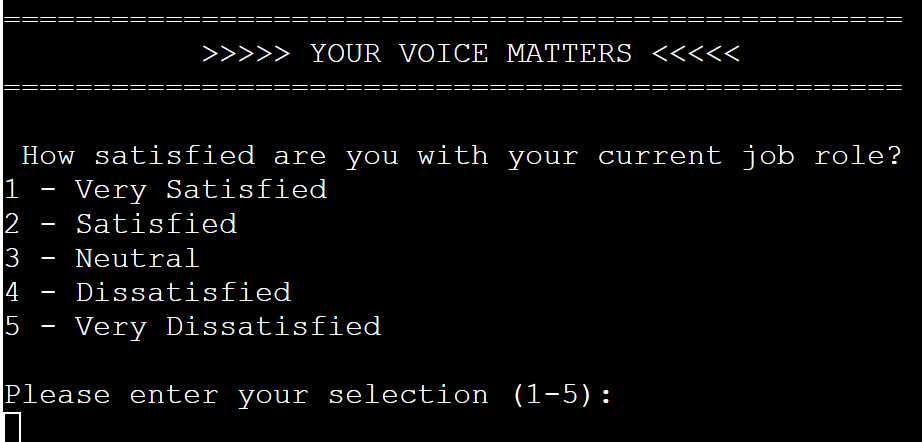 ==================================================
>>>>> YOUR VOICE MATTERS <<<<<
==================================================
How satisfied are you with your current job role?
1 - Very Satisfied
2 - Satisfied
3 - Neutral
4 - Dissatisfied
5 - Very Dissatisfied
Please enter your selection (1-5):